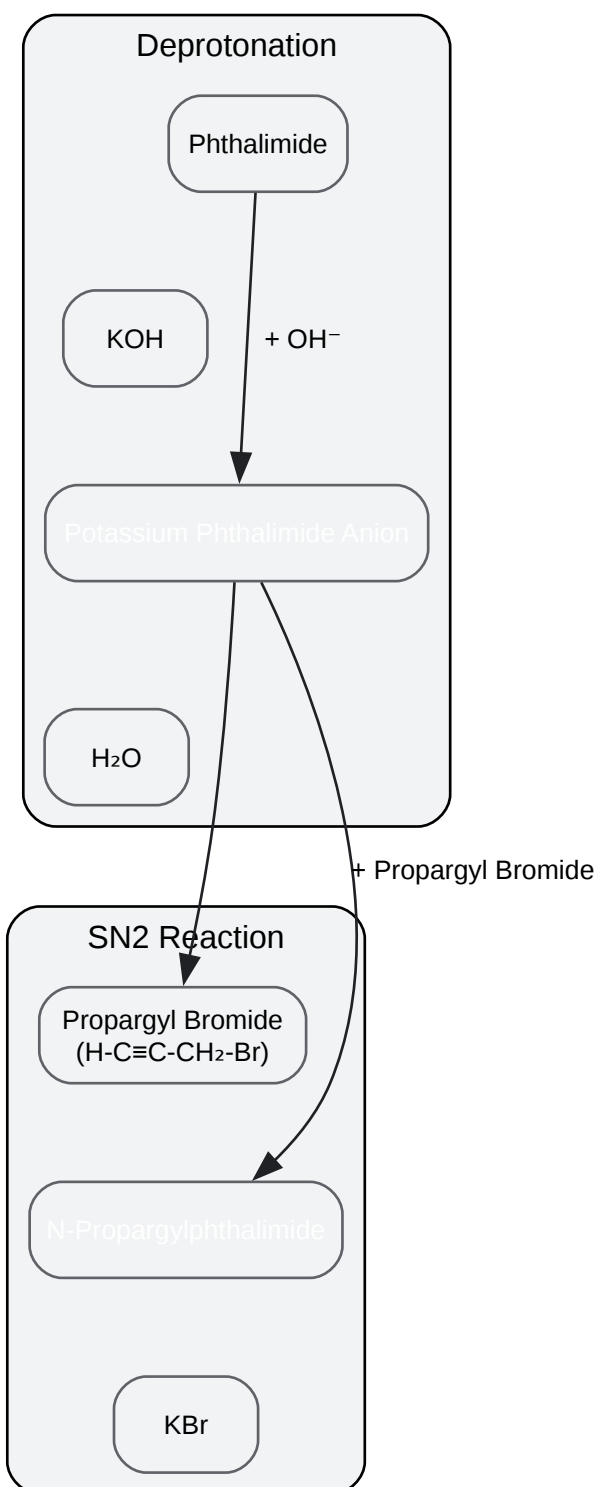 Deprotonation
Phthalimide
KOH
+ OH⁻
Potassium Phthalimide Anion
H₂O
+ Propargyl Bromide
SN2 Reaction
Propargyl Bromide
(H-C≡C-CH₂-Br)
N-Propargylphthalimide
KBr